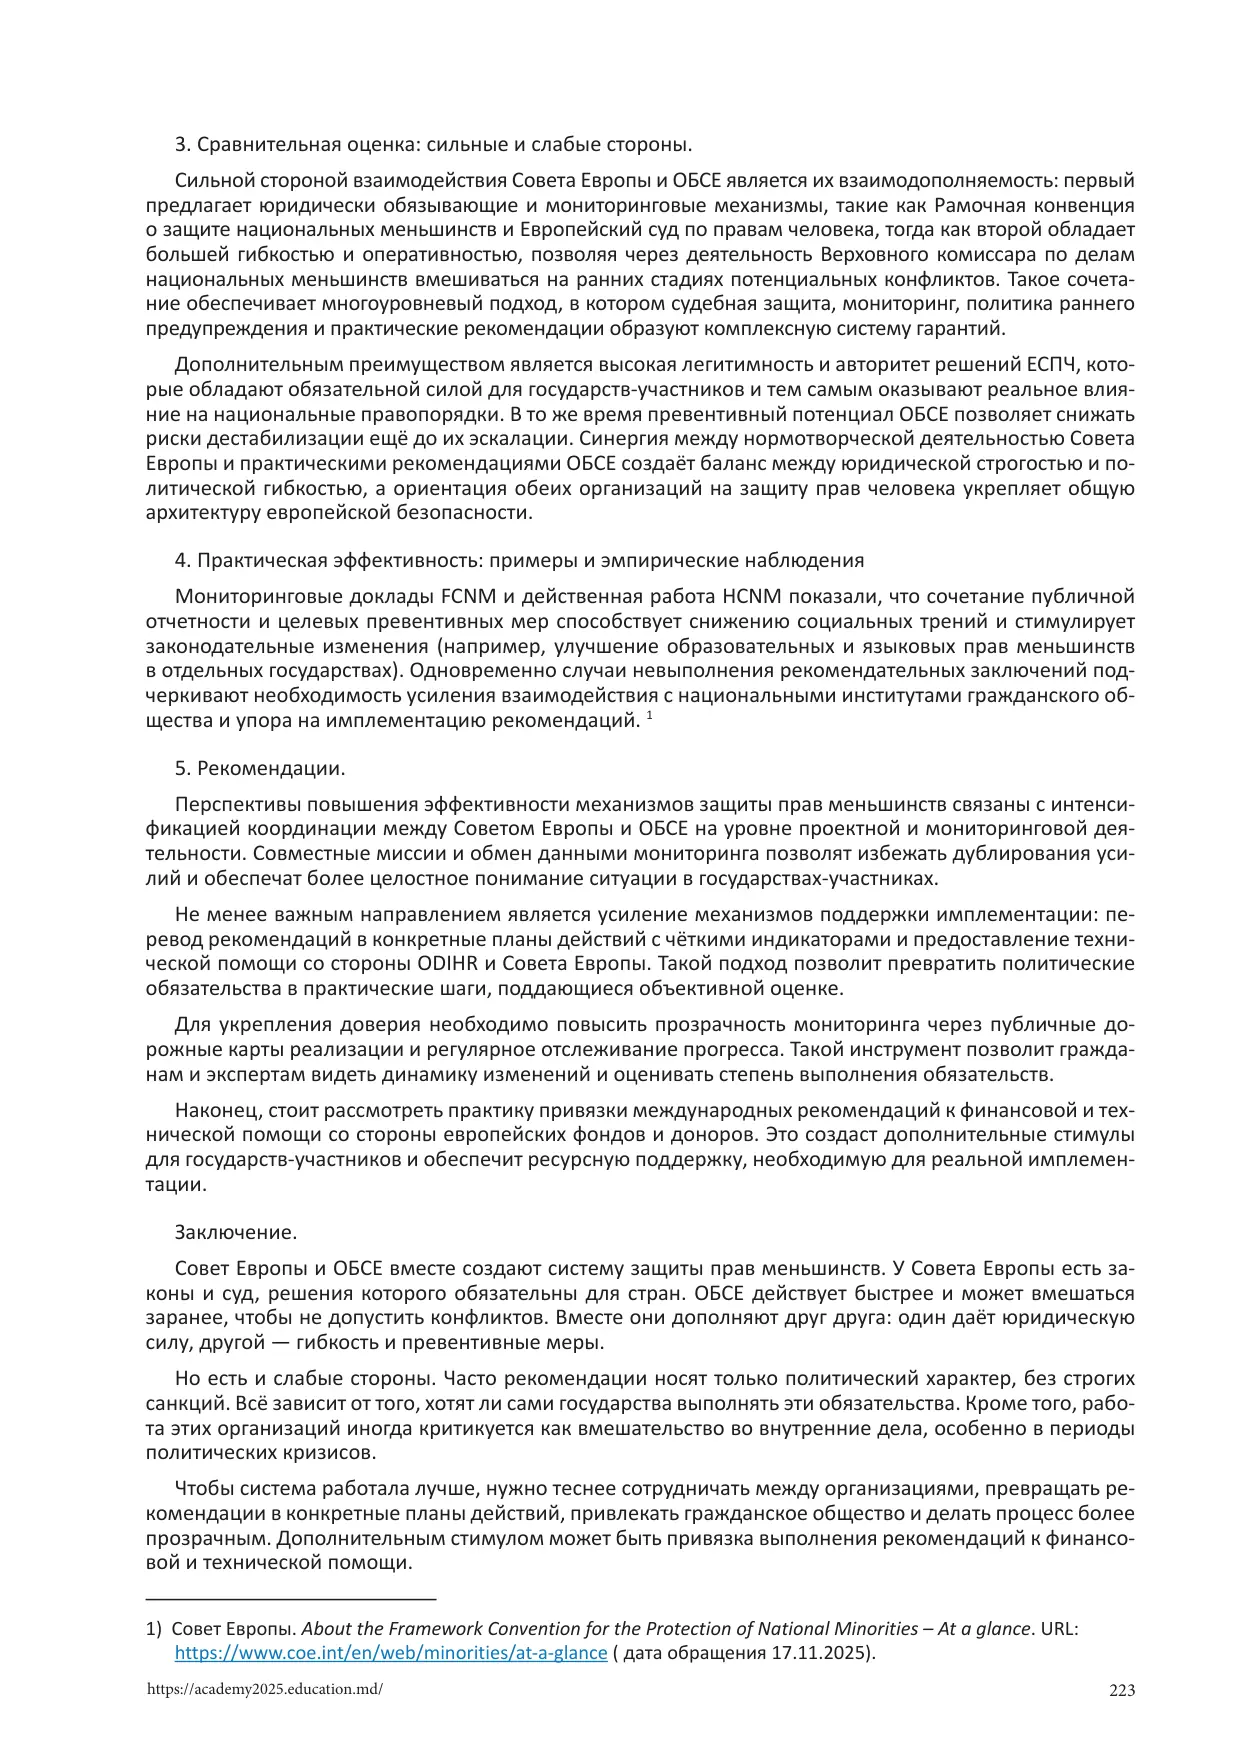 3. Сравнительная оценка: сильные и слабые стороны.
Сильной стороной взаимодействия Совета Европы и ОБСЕ является их взаимодополняемость: первый
предлагает юридически обязывающие и мониторинговые механизмы, такие как Рамочная конвенция
о защите национальных меньшинств и Европейский суд по правам человека, тогда как второй обладает
большей гибкостью и оперативностью, позволяя через деятельность Верховного комиссара по делам
национальных меньшинств вмешиваться на ранних стадиях потенциальных конфликтов. Такое сочета-
ние обеспечивает многоуровневый подход, в котором судебная защита, мониторинг, политика раннего
предупреждения и практические рекомендации образуют комплексную систему гарантий.
Дополнительным преимуществом является высокая легитимность и авторитет решений ЕСПЧ, кото-
рые обладают обязательной силой для государств-участников и тем самым оказывают реальное влия-
ние на национальные правопорядки. В то же время превентивный потенциал ОБСЕ позволяет снижать
риски дестабилизации ещё до их эскалации. Синергия между нормотворческой деятельностью Совета
Европы и практическими рекомендациями ОБСЕ создаёт баланс между юридической строгостью и по-
литической гибкостью, а ориентация обеих организаций на защиту прав человека укрепляет общую
архитектуру европейской безопасности.
4. Практическая эффективность: примеры и эмпирические наблюдения
Мониторинговые доклады FCNM и действенная работа HCNM показали, что сочетание публичной
отчетности и целевых превентивных мер способствует снижению социальных трений и стимулирует
законодательные изменения (например, улучшение образовательных и языковых прав меньшинств
в отдельных государствах). Одновременно случаи невыполнения рекомендательных заключений под-
черкивают необходимость усиления взаимодействия с национальными институтами гражданского об-
щества и упора на имплементацию рекомендаций. 1
5. Рекомендации.
Перспективы повышения эффективности механизмов защиты прав меньшинств связаны с интенси-
фикацией координации между Советом Европы и ОБСЕ на уровне проектной и мониторинговой дея-
тельности. Совместные миссии и обмен данными мониторинга позволят избежать дублирования уси-
лий и обеспечат более целостное понимание ситуации в государствах-участниках.
Не менее важным направлением является усиление механизмов поддержки имплементации: пе-
ревод рекомендаций в конкретные планы действий с чёткими индикаторами и предоставление техни-
ческой помощи со стороны ODIHR и Совета Европы. Такой подход позволит превратить политические
обязательства в практические шаги, поддающиеся объективной оценке.
Для укрепления доверия необходимо повысить прозрачность мониторинга через публичные до-
рожные карты реализации и регулярное отслеживание прогресса. Такой инструмент позволит гражда-
нам и экспертам видеть динамику изменений и оценивать степень выполнения обязательств.
Наконец, стоит рассмотреть практику привязки международных рекомендаций к финансовой и тех-
нической помощи со стороны европейских фондов и доноров. Это создаст дополнительные стимулы
для государств-участников и обеспечит ресурсную поддержку, необходимую для реальной имплемен-
тации.
Заключение.
Совет Европы и ОБСЕ вместе создают систему защиты прав меньшинств. У Совета Европы есть за-
коны и суд, решения которого обязательны для стран. ОБСЕ действует быстрее и может вмешаться
заранее, чтобы не допустить конфликтов. Вместе они дополняют друг друга: один даёт юридическую
силу, другой — гибкость и превентивные меры.
Но есть и слабые стороны. Часто рекомендации носят только политический характер, без строгих
санкций. Всё зависит от того, хотят ли сами государства выполнять эти обязательства. Кроме того, рабо-
та этих организаций иногда критикуется как вмешательство во внутренние дела, особенно в периоды
политических кризисов.
Чтобы система работала лучше, нужно теснее сотрудничать между организациями, превращать ре-
комендации в конкретные планы действий, привлекать гражданское общество и делать процесс более
прозрачным. Дополнительным стимулом может быть привязка выполнения рекомендаций к финансо-
вой и технической помощи.
1) Совет Европы. About the Framework Convention for the Protection of National Minorities – At a glance. URL:
https://www.coe.int/en/web/minorities/at-a-glance ( дата обращения 17.11.2025).
https://academy2025.education.md/
223